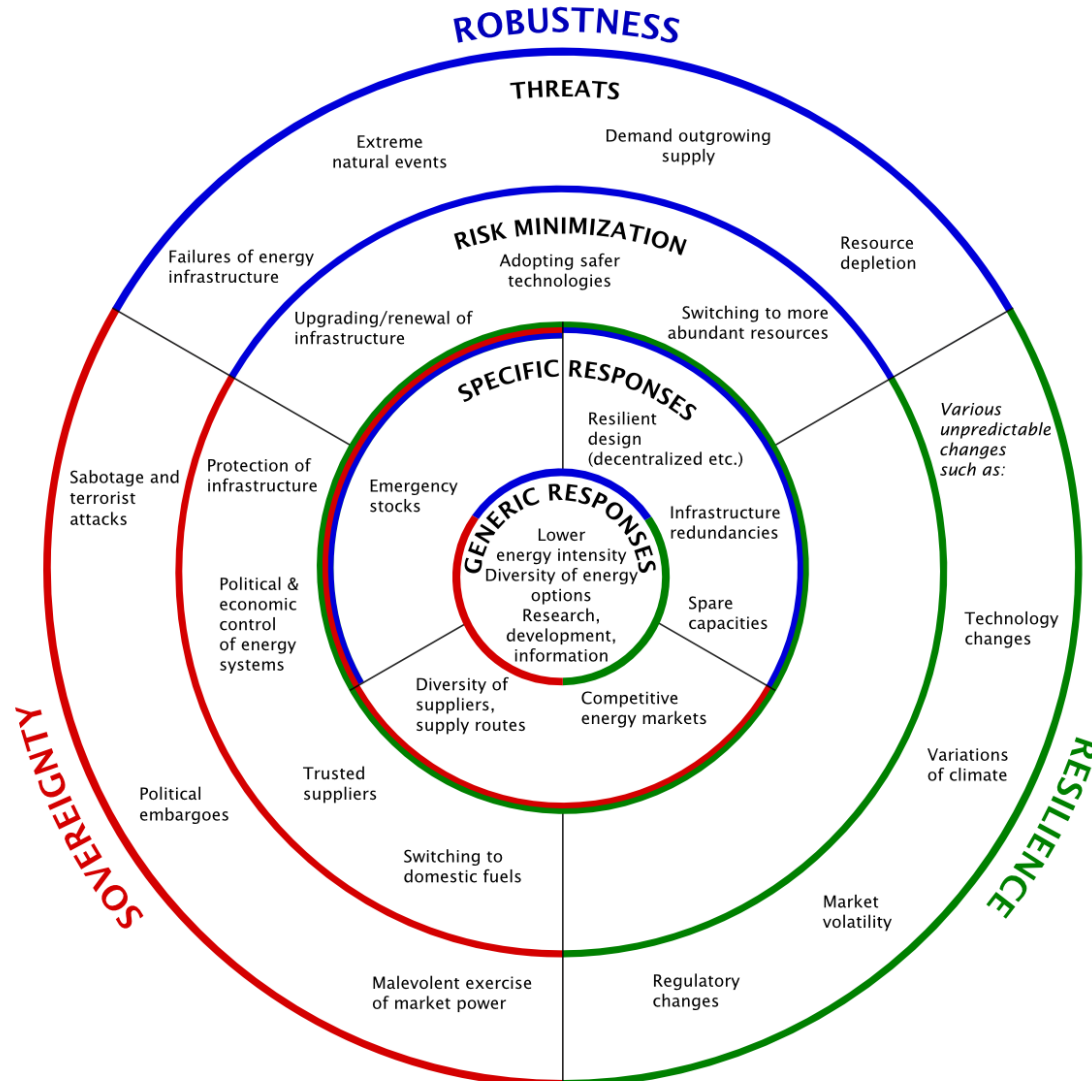 ROBUSTNESS
THREATS
Extreme
natural events
Demand outgrowing
supply
Failures of energy
infrastructure
Resource
depletion
RISK MINIMIZATION
Adopting safer
technologies
Upgrading/renewal of
infrastructure
Switching to more
abundant resources
SPECIFIC RESPONSES
Resilient
design
(decentralized etc.)
Emergency
stocks
Infrastructure
redundancies
Spare
capacities
GENERIC RESPONSES
Lower
energy intensity
Diversity of energy
options
Research,
development,
information
Diversity of
suppliers,
supply routes
Competitive
energy markets
Protection of
infrastructure
Political &
economic
control
of energy
systems
Trusted
suppliers
Switching to
domestic fuels
SOVEREIGNTY
Sabotage and
terrorist
attacks
Political
embargoes
Malevolent exercise
of market power
RESILIENCE
Various
unpredictable
changes
such as:
Technology
changes
Variations
of climate
Market
volatility
Regulatory
changes